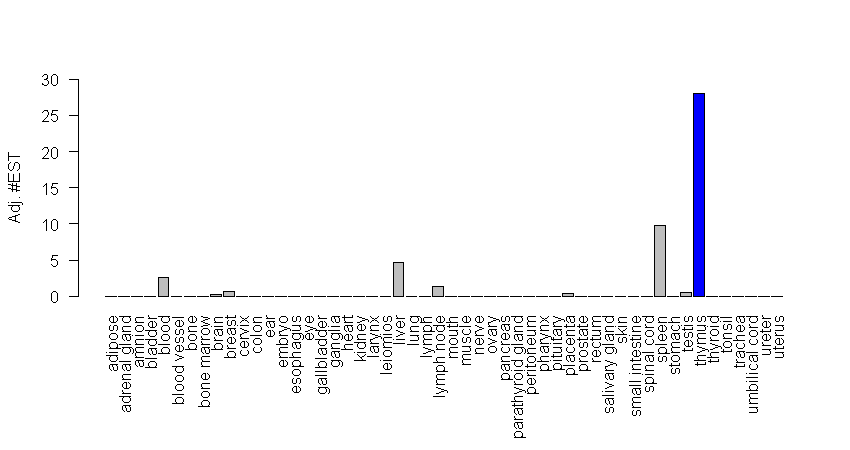 30
25
20
15
10
5
0
Adj. #EST
adipose
adrenal gland
amnion
bladder
blood
blood vessel
bone
bone marrow
brain
breast
cervix
colon
ear
embryo
esophagus
eye
gallbladder
ganglia
heart
kidney
larynx
leiomios
liver
lung
lymph
lymph node
mouth
muscle
nerve
ovary
pancreas
parathyroid gland
peritoneum
pharynx
pituitary
placenta
prostate
rectum
salivary gland
skin
small intestine
spinal cord
spleen
stomach
testis
thymus
thyroid
tonsil
trachea
umbilical cord
ureter
uterus